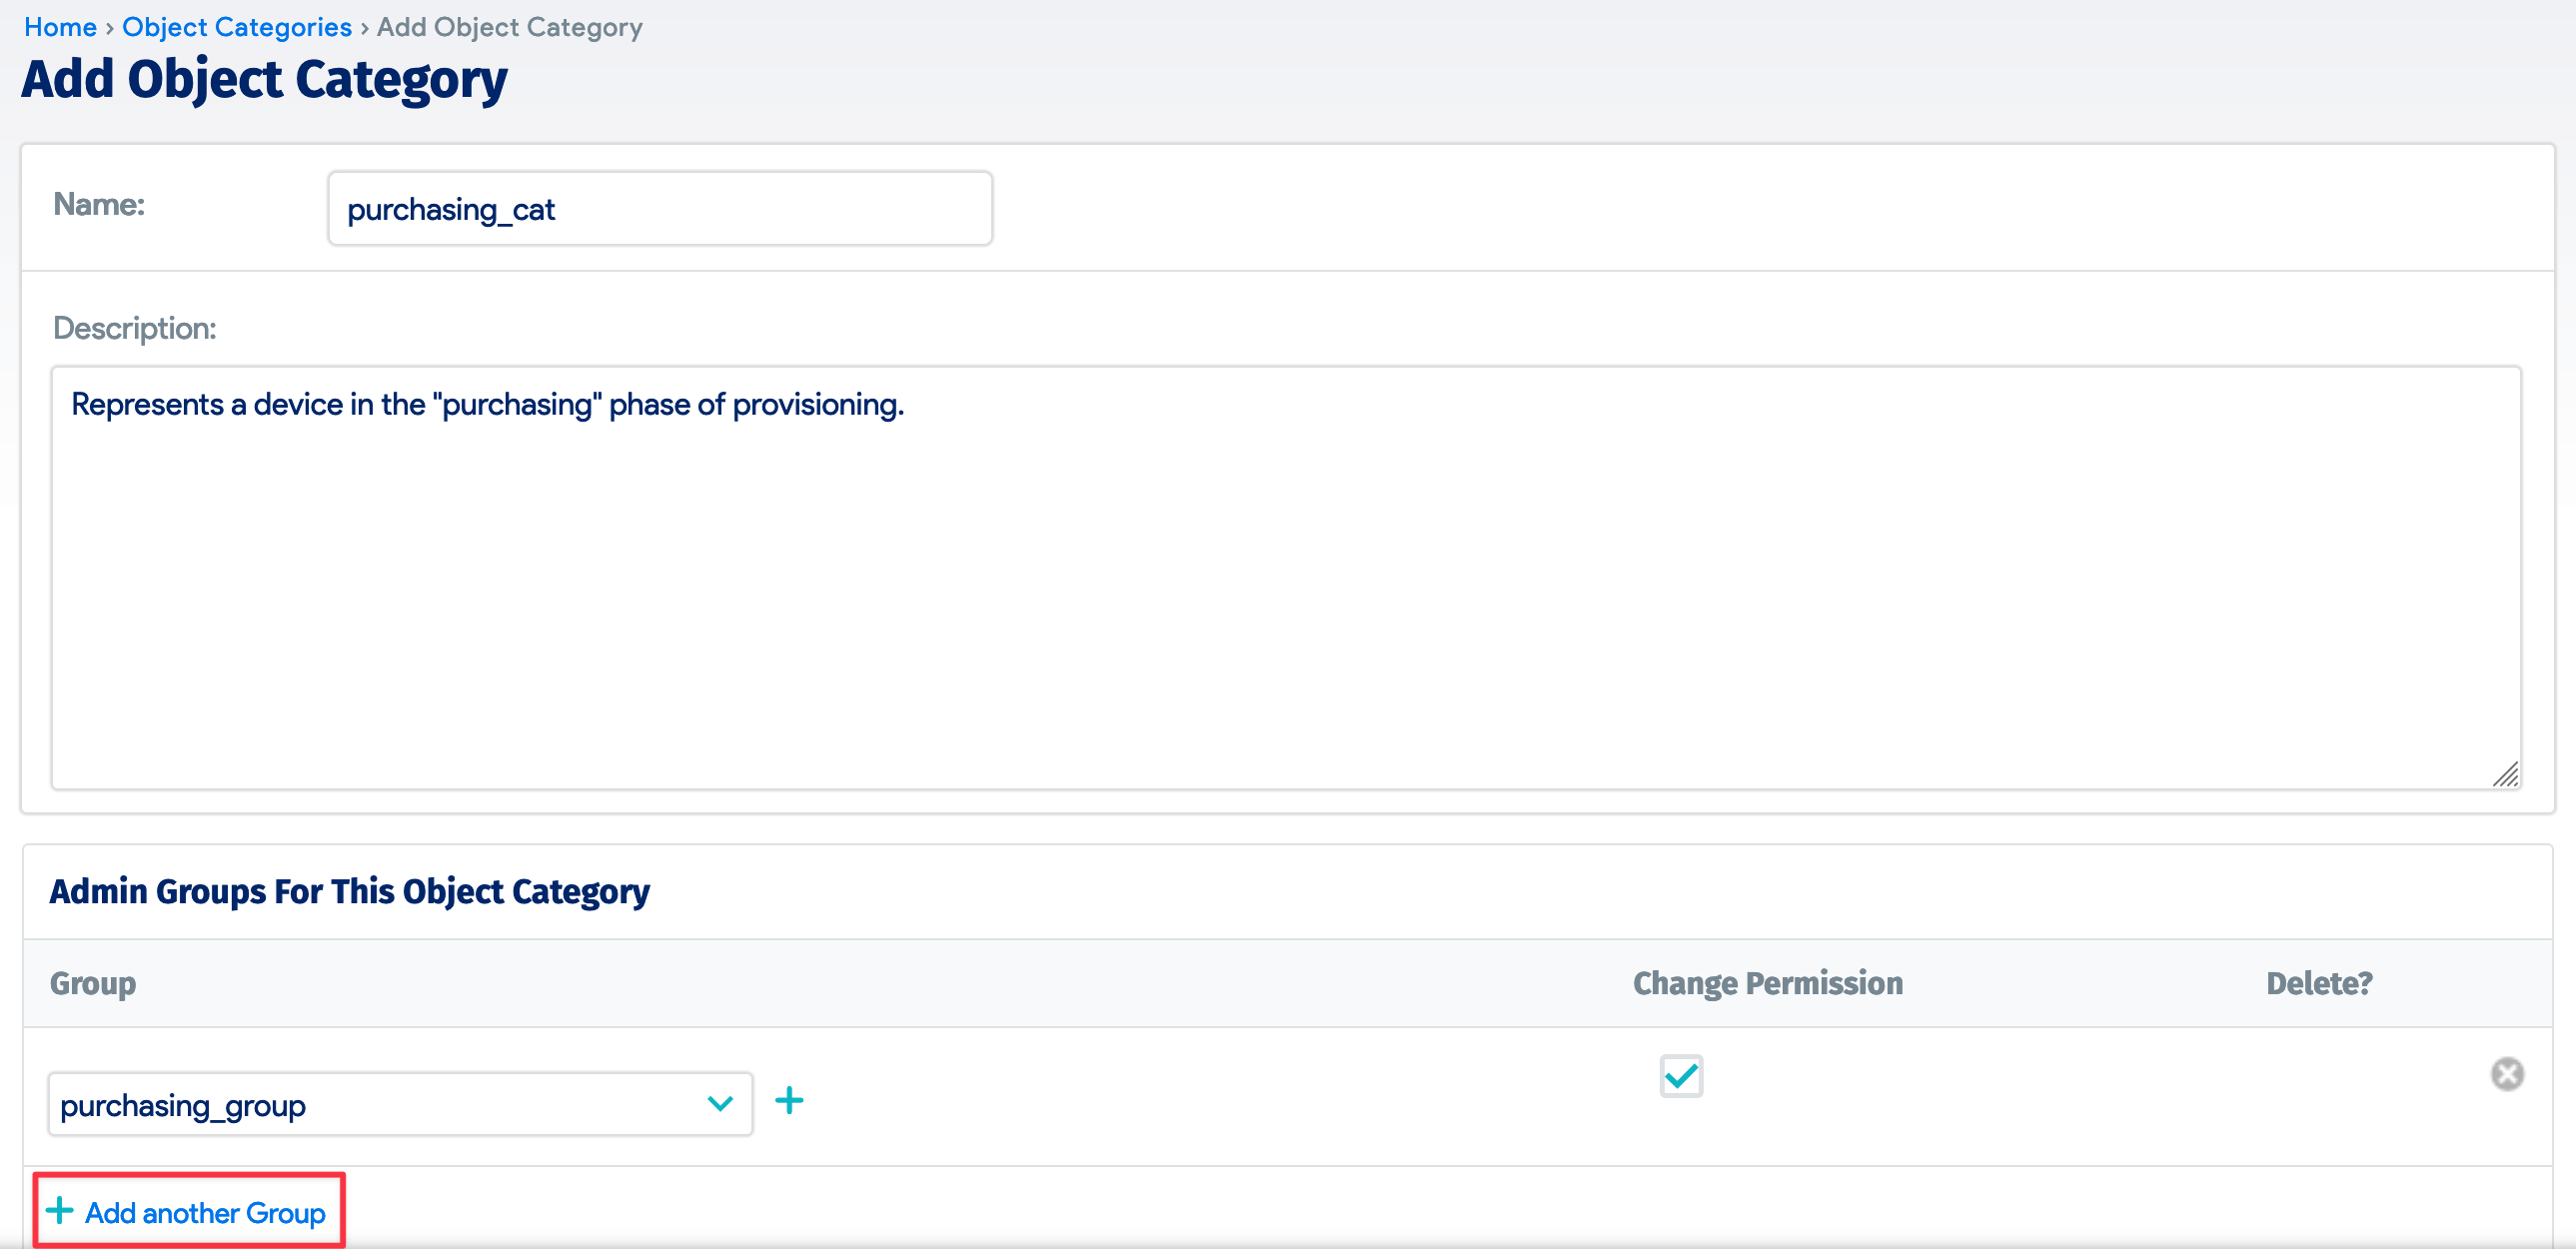 Home › Object Categories › Add Object Category
Add Object Category
Name:
purchasing_cat
Description:
Represents a device in the "purchasing" phase of provisioning.
Admin Groups For This Object Category
Group Change Permission Delete?
purchasing_group
Add another Group